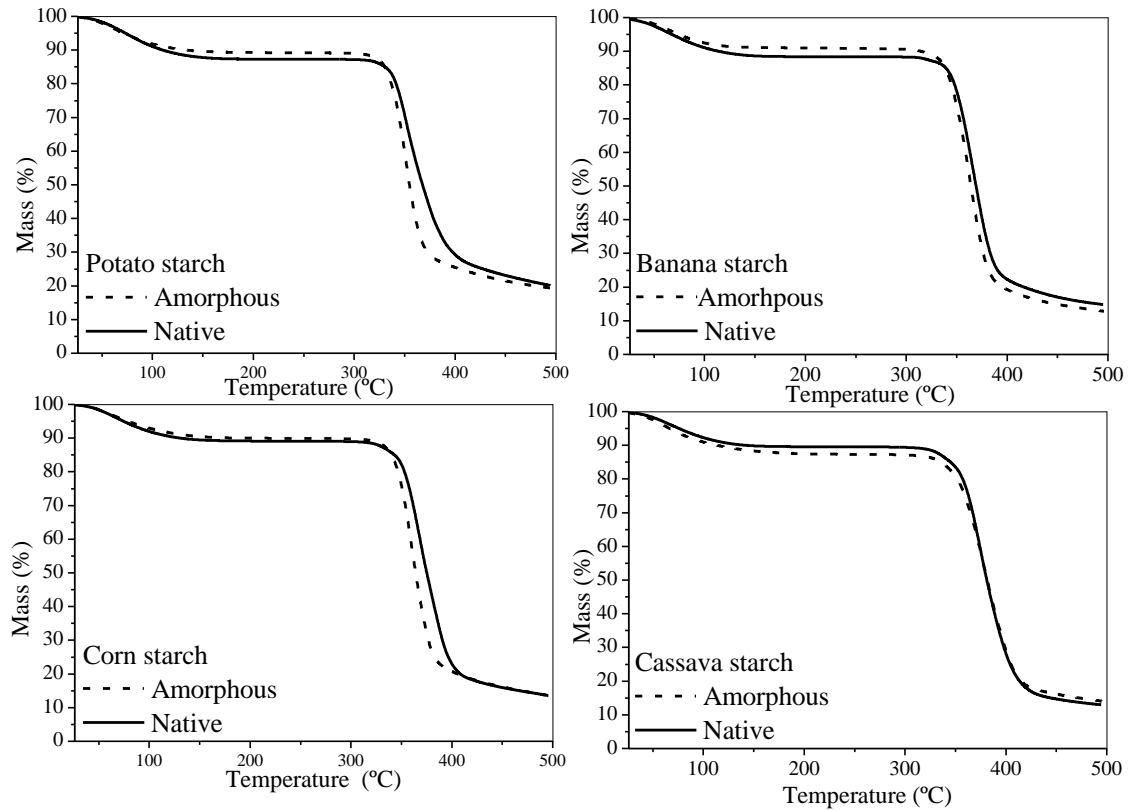 100
90
80
70
60
50
40
30
20
10
0
Mass (%)
Potato starch
Amorphous
Native
100 200 300 400 500
Temperature (ºC)
100
90
80
70
60
50
40
30
20
10
0
Mass (%)
Banana starch
Amorhpous
Native
100 200 300 400 500
Temperature (ºC)
100
90
80
70
60
50
40
30
20
10
0
Mass (%)
Corn starch
Amorphous
Native
100 200 300 400 500
Temperature (ºC)
100
90
80
70
60
50
40
30
20
10
0
Mass (%)
Cassava starch
Amorphous
Native
100 200 300 400 500
Temperature (ºC)